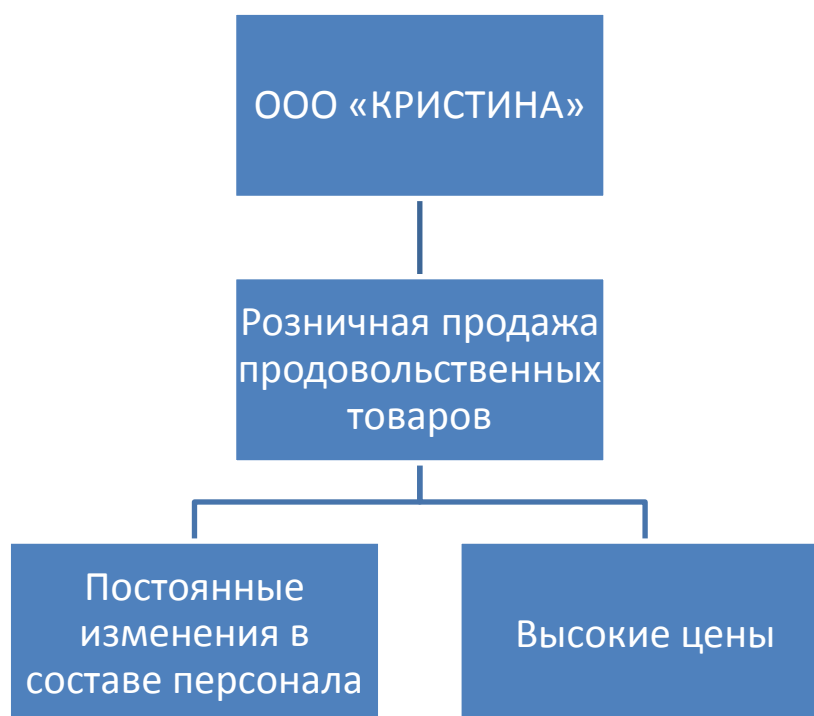 ООО «КРИСТИНА»
Розничная продажа
продовольственных
товаров
Постоянные
изменения в
составе персонала
Высокие цены